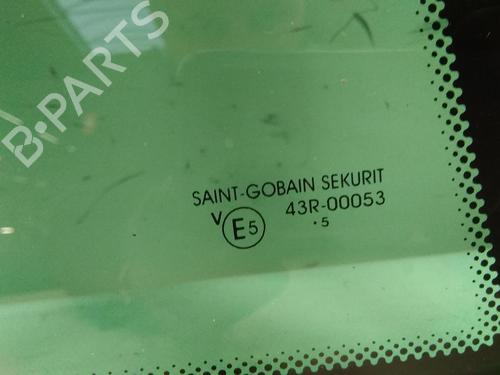 B-PARTS
SAINT-GOBAIN SEKURIT
V E5 43R-00053
.5